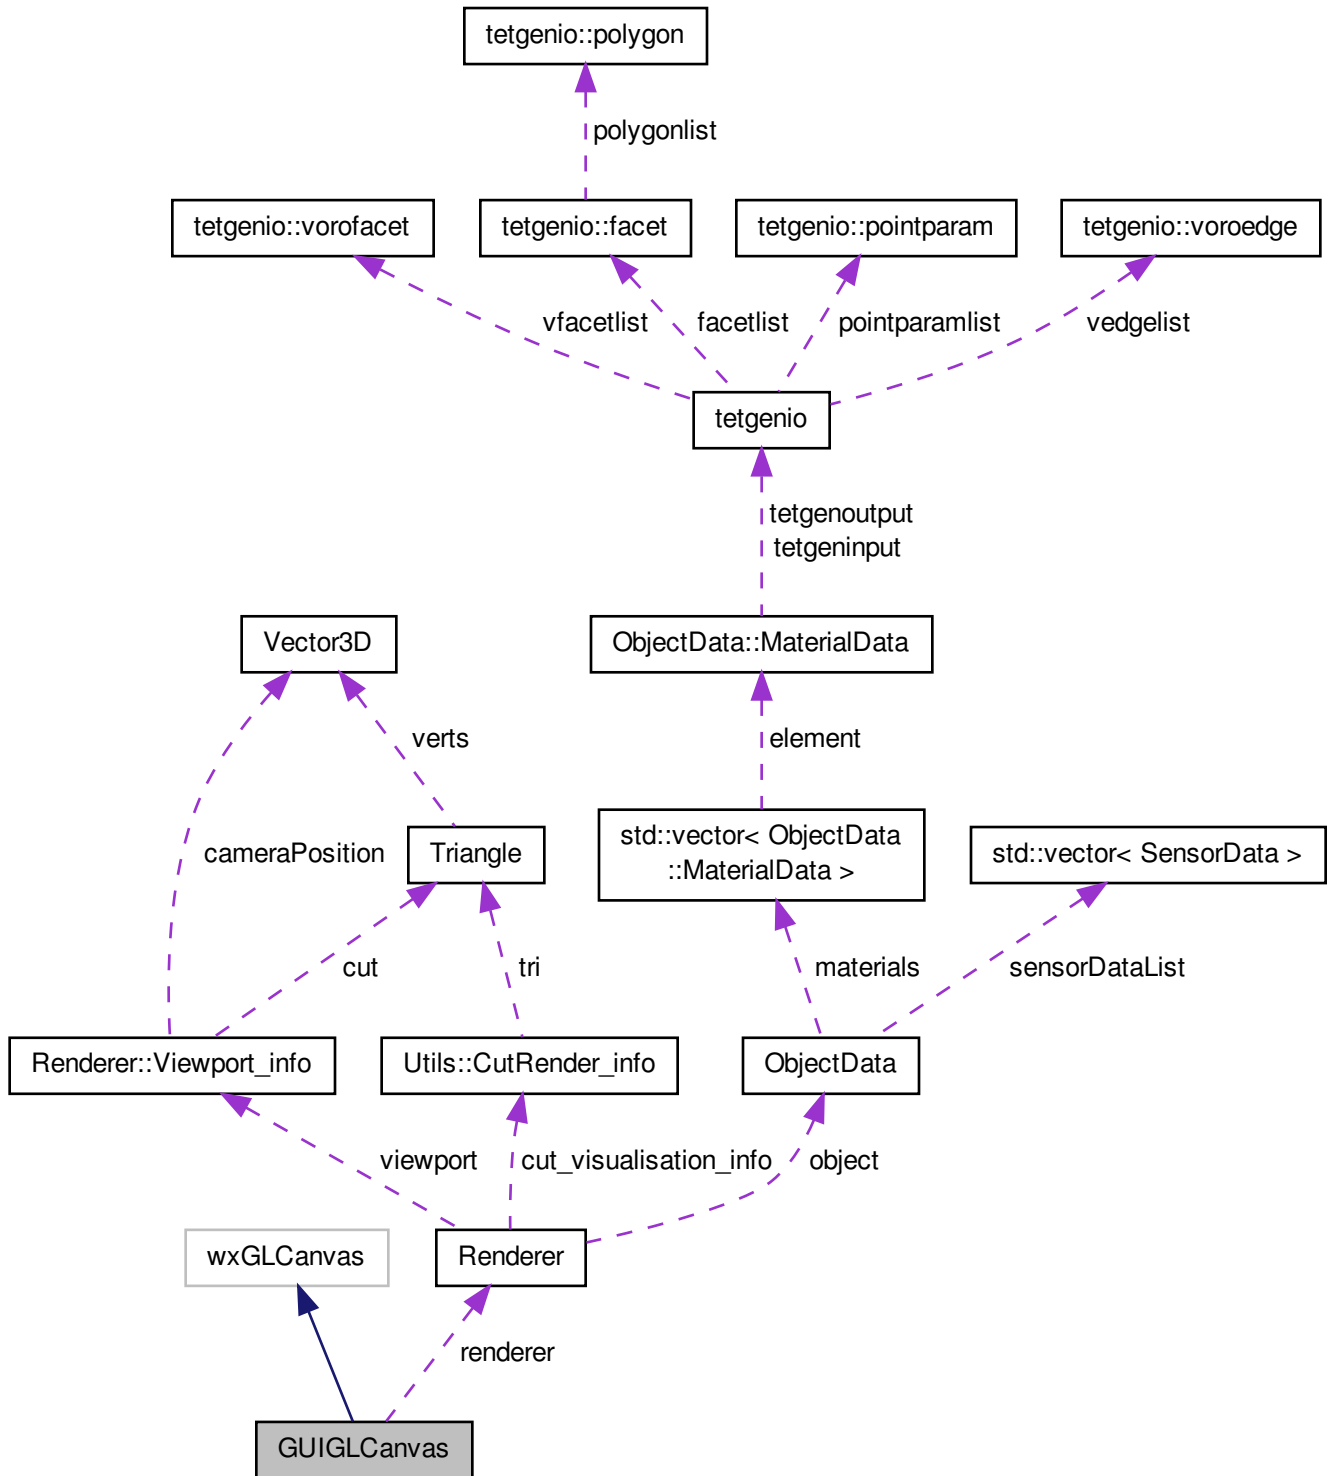 tetgenio::polygon
polygonlist
tetgenio::vorofacet
tetgenio::facet
tetgenio::pointparam
tetgenio::voroedge
vfacetlist
facetlist
pointparamlist
vedgelist
tetgenio
tetgenoutput
tetgeninput
Vector3D
ObjectData::MaterialData
verts
element
cameraPosition
Triangle
std::vector< ObjectData
::MaterialData >
std::vector< SensorData >
cut
tri
materials
sensorDataList
Renderer::Viewport_info
Utils::CutRender_info
ObjectData
viewport
cut_visualisation_info
object
wxGLCanvas
Renderer
renderer
GUIGLCanvas